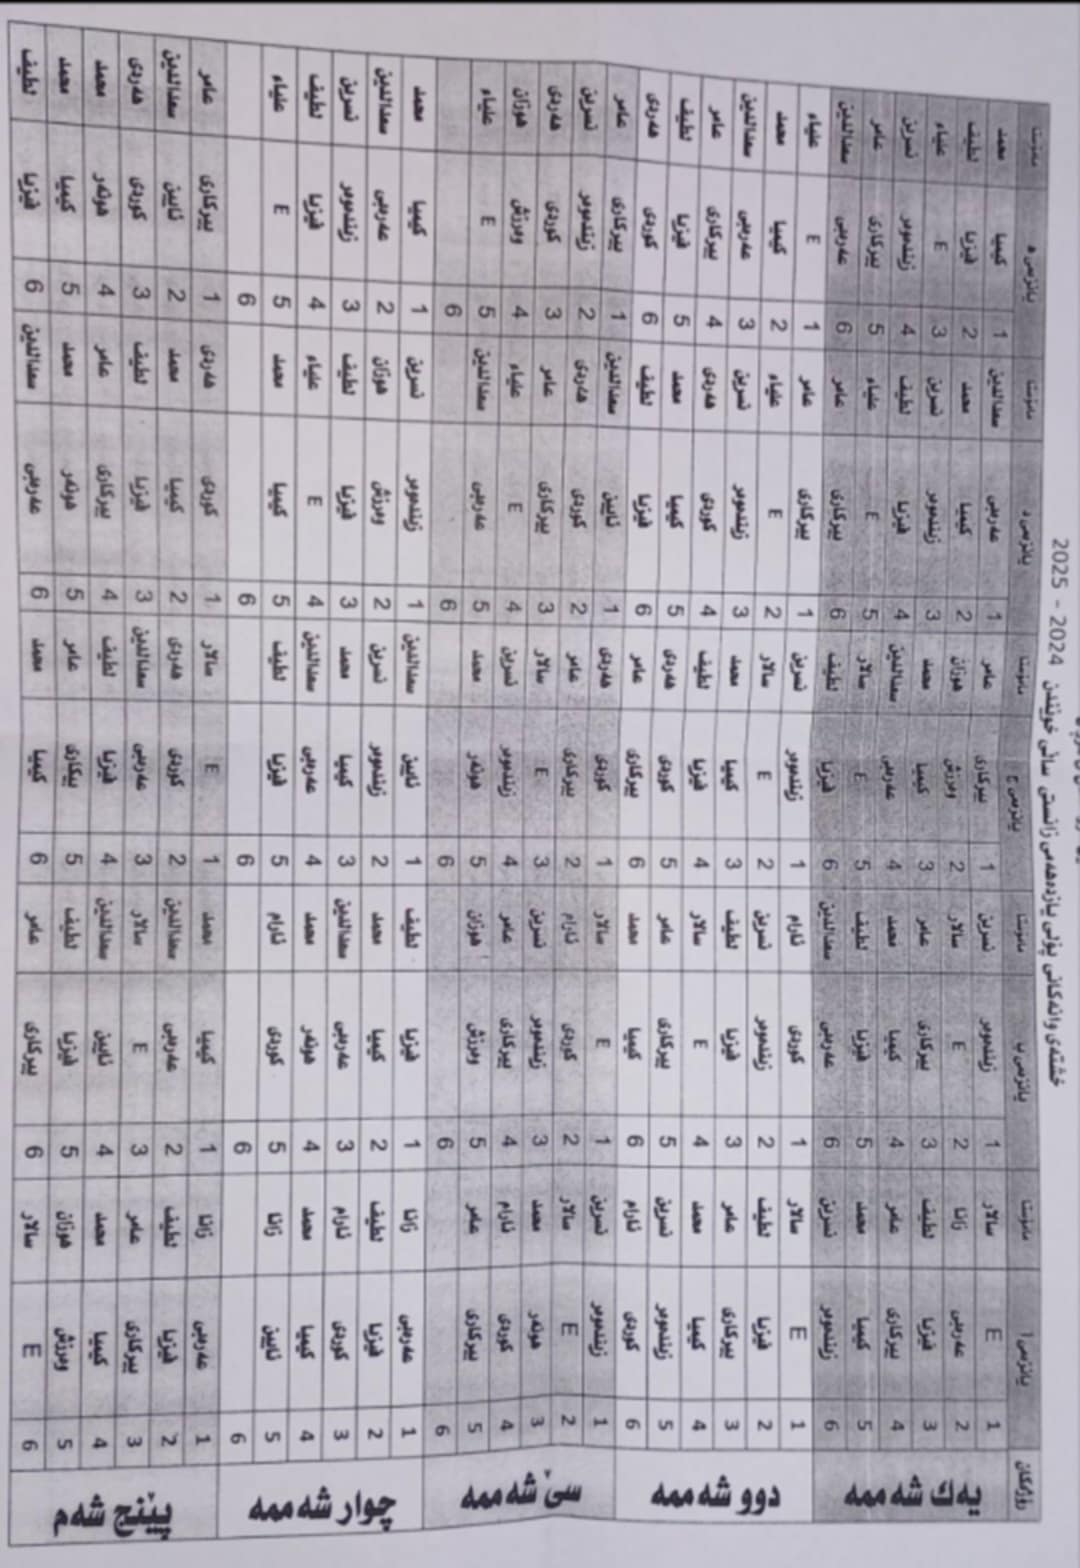 خشتەی وانەکانی پۆلی یازدەهەمی زانستی ساڵی خوێندن 2024 - 2025
رۆژەکان یانزەی ا مامۆستا یانزەی ب مامۆستا یانزەی ج مامۆستا یانزەی د مامۆستا یانزەی ه مامۆستا
یەك شەممە
1 E سالار 1 زیندەوەر نسرین 1 بیرکاری عامر 1 عەرەبی سعدالدین 1 کیمیا محمد
2 عەرەبی زانا 2 E سالار 2 وەرزش هوزان 2 کیمیا محمد 2 فیزیا لطیف
3 فیزیا لطیف 3 بیرکاری عامر 3 کیمیا محمد 3 زیندەوەر نسرین 3 E علیاء
4 بیرکاری عامر 4 کیمیا محمد 4 عەرەبی سعدالدین 4 فیزیا لطیف 4 زیندەوەر نسرین
5 کیمیا محمد 5 فیزیا لطیف 5 E سالار 5 E علیاء 5 بیرکاری عامر
6 زیندەوەر نسرین 6 عەرەبی سعدالدین 6 فیزیا لطیف 6 بیرکاری عامر 6 عەرەبی سعدالدین
دوو شەممە
1 E سالار 1 کوردی ئارام 1 زیندەوەر نسرین 1 بیرکاری عامر 1 E علیاء
2 فیزیا لطیف 2 زیندەوەر نسرین 2 E سالار 2 E علیاء 2 کیمیا محمد
3 بیرکاری عامر 3 فیزیا لطیف 3 کیمیا محمد 3 زیندەوەر نسرین 3 عەرەبی سعدالدین
4 کیمیا محمد 4 E سالار 4 فیزیا لطیف 4 کوردی هەردی 4 بیرکاری عامر
5 زیندەوەر نسرین 5 بیرکاری عامر 5 کوردی هەردی 5 کیمیا محمد 5 فیزیا لطیف
6 کوردی ئارام 6 کیمیا محمد 6 بیرکاری عامر 6 فیزیا لطیف 6 کوردی هەردی
سێ شەممە
1 زیندەوەر نسرین 1 E سالار 1 کوردی هەردی 1 ئایین سعدالدین 1 بیرکاری عامر
2 E سالار 2 کوردی ئارام 2 بیرکاری عامر 2 کوردی هەردی 2 زیندەوەر نسرین
3 هونەر محمد 3 زیندەوەر نسرین 3 E سالار 3 بیرکاری عامر 3 کوردی هەردی
4 کوردی ئارام 4 بیرکاری عامر 4 زیندەوەر نسرین 4 E علیاء 4 وەرزش هوزان
5 بیرکاری عامر 5 وەرزش هوزان 5 هونەر محمد 5 عەرەبی سعدالدین 5 E علیاء
6 6 6 6 6
چوار شەممە
1 عەرەبی زانا 1 فیزیا لطیف 1 ئایین سعدالدین 1 زیندەوەر نسرین 1 کیمیا محمد
2 فیزیا لطیف 2 کیمیا محمد 2 زیندەوەر نسرین 2 وەرزش هوزان 2 عەرەبی سعدالدین
3 کوردی ئارام 3 عەرەبی سعدالدین 3 کیمیا محمد 3 فیزیا لطیف 3 زیندەوەر نسرین
4 کیمیا محمد 4 هونەر محمد 4 عەرەبی سعدالدین 4 E علیاء 4 فیزیا لطیف
5 ئایین زانا 5 کوردی ئارام 5 فیزیا لطیف 5 کیمیا محمد 5 E علیاء
6 6 6 6 6
پێنج شەم
1 عەرەبی زانا 1 کیمیا محمد 1 E سالار 1 کوردی هەردی 1 بیرکاری عامر
2 فیزیا لطیف 2 عەرەبی سعدالدین 2 کوردی هەردی 2 کیمیا محمد 2 ئایین سعدالدین
3 بیرکاری عامر 3 E سالار 3 عەرەبی سعدالدین 3 فیزیا لطیف 3 کوردی هەردی
4 کیمیا محمد 4 ئایین سعدالدین 4 فیزیا لطیف 4 بیرکاری عامر 4 هونەر محمد
5 وەرزش هوزان 5 فیزیا لطیف 5 بیکاری عامر 5 هونەر محمد 5 کیمیا محمد
6 E سالار 6 بیرکاری عامر 6 کیمیا محمد 6 عەرەبی سعدالدین 6 فیزیا لطیف